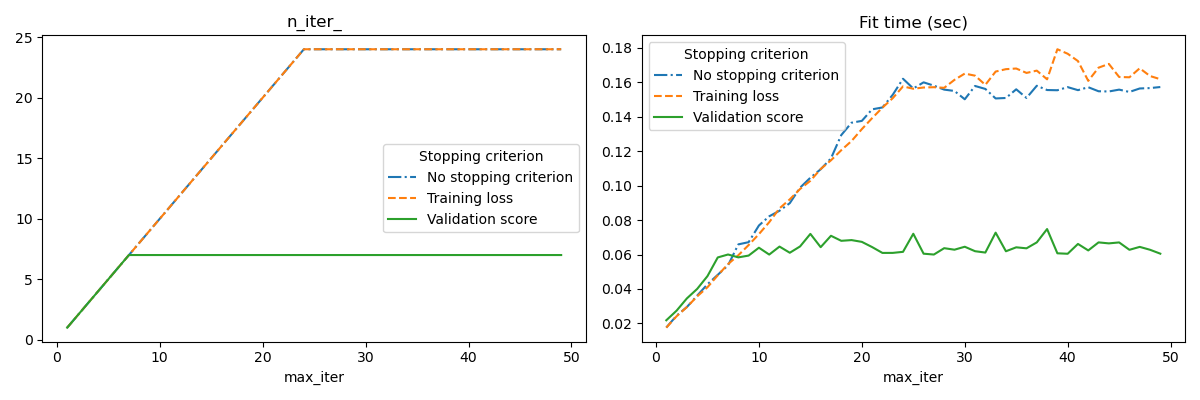 n_iter_
25
20
15
10
5
0
Stopping criterion
No stopping criterion
Training loss
Validation score
0 10 20 30 40 50
max_iter
Fit time (sec)
0.18
0.16
0.14
0.12
0.10
0.08
0.06
0.04
0.02
Stopping criterion
No stopping criterion
Training loss
Validation score
0 10 20 30 40 50
max_iter